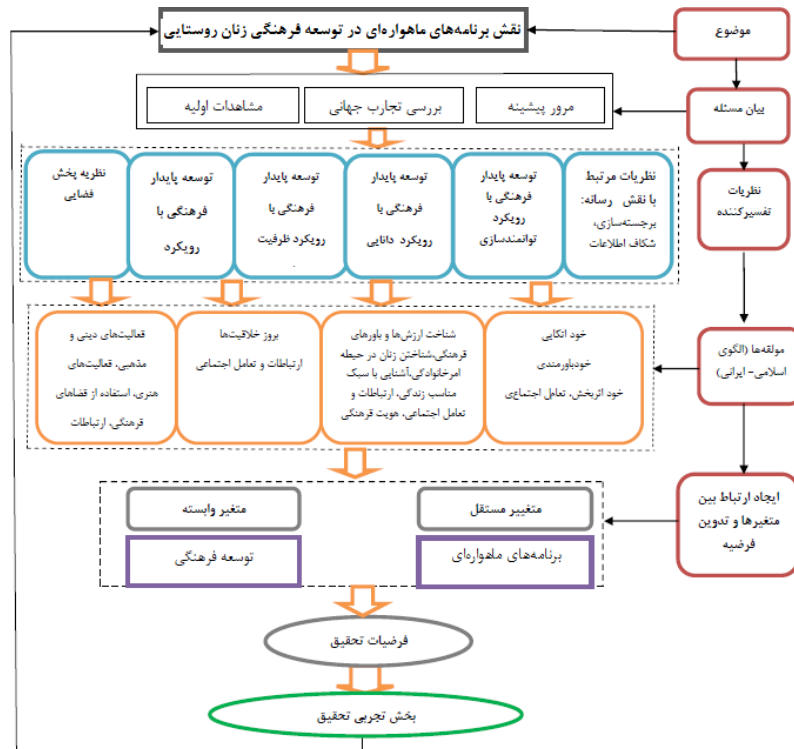 نقش برنامه‌های ماهواره‌ای در توسعه فرهنگی زنان روستایی
موضوع
مرور پیشینه
بررسی تجارب جهانی
مشاهدات اولیه
بیان مسئله
نظریات مرتبط
با نقش رسانه:
برجسته‌سازی،
شکاف اطلاعات
توسعه پایدار
فرهنگی با
رویکرد
توانمندسازی
توسعه پایدار
فرهنگی با
رویکرد دانایی
توسعه پایدار
فرهنگی با
رویکرد ظرفیت
.
توسعه پایدار
فرهنگی با
رویکرد
نظریه پخش
فضایی
نظریات
تفسیرکننده
خود اتکایی
خودباورمندی
خود اثربخش، تعامل اجتماع‌ی
شناخت ارزش‌ها و باورهای
فرهنگی،شناختن زنان در حیطه
امرخانوادگی،آشنایی با سبک
مناسب زندگی، ارتباطات و
تعامل اجتماعی، هویت فرهنگی
بروز خلاقیت‌ها
ارتباطات و تعامل اجتماعی
فعالیت‌های دینی و
مذهبی، فعالیت‌های
هنری، استفاده از فضاهای
فرهنگی، ارتباطات
مولقه‌ها (الگوی
اسلامی- ایرانی)
متغییر مستقل
متغیر وابسته
برنامه‌های ماهواره‌ای
توسعه فرهنگی
ایجاد ارتباط بین
متغیرها و تدوین
فرضیه
فرضیات تحقیق
بخش تجربی تحقیق